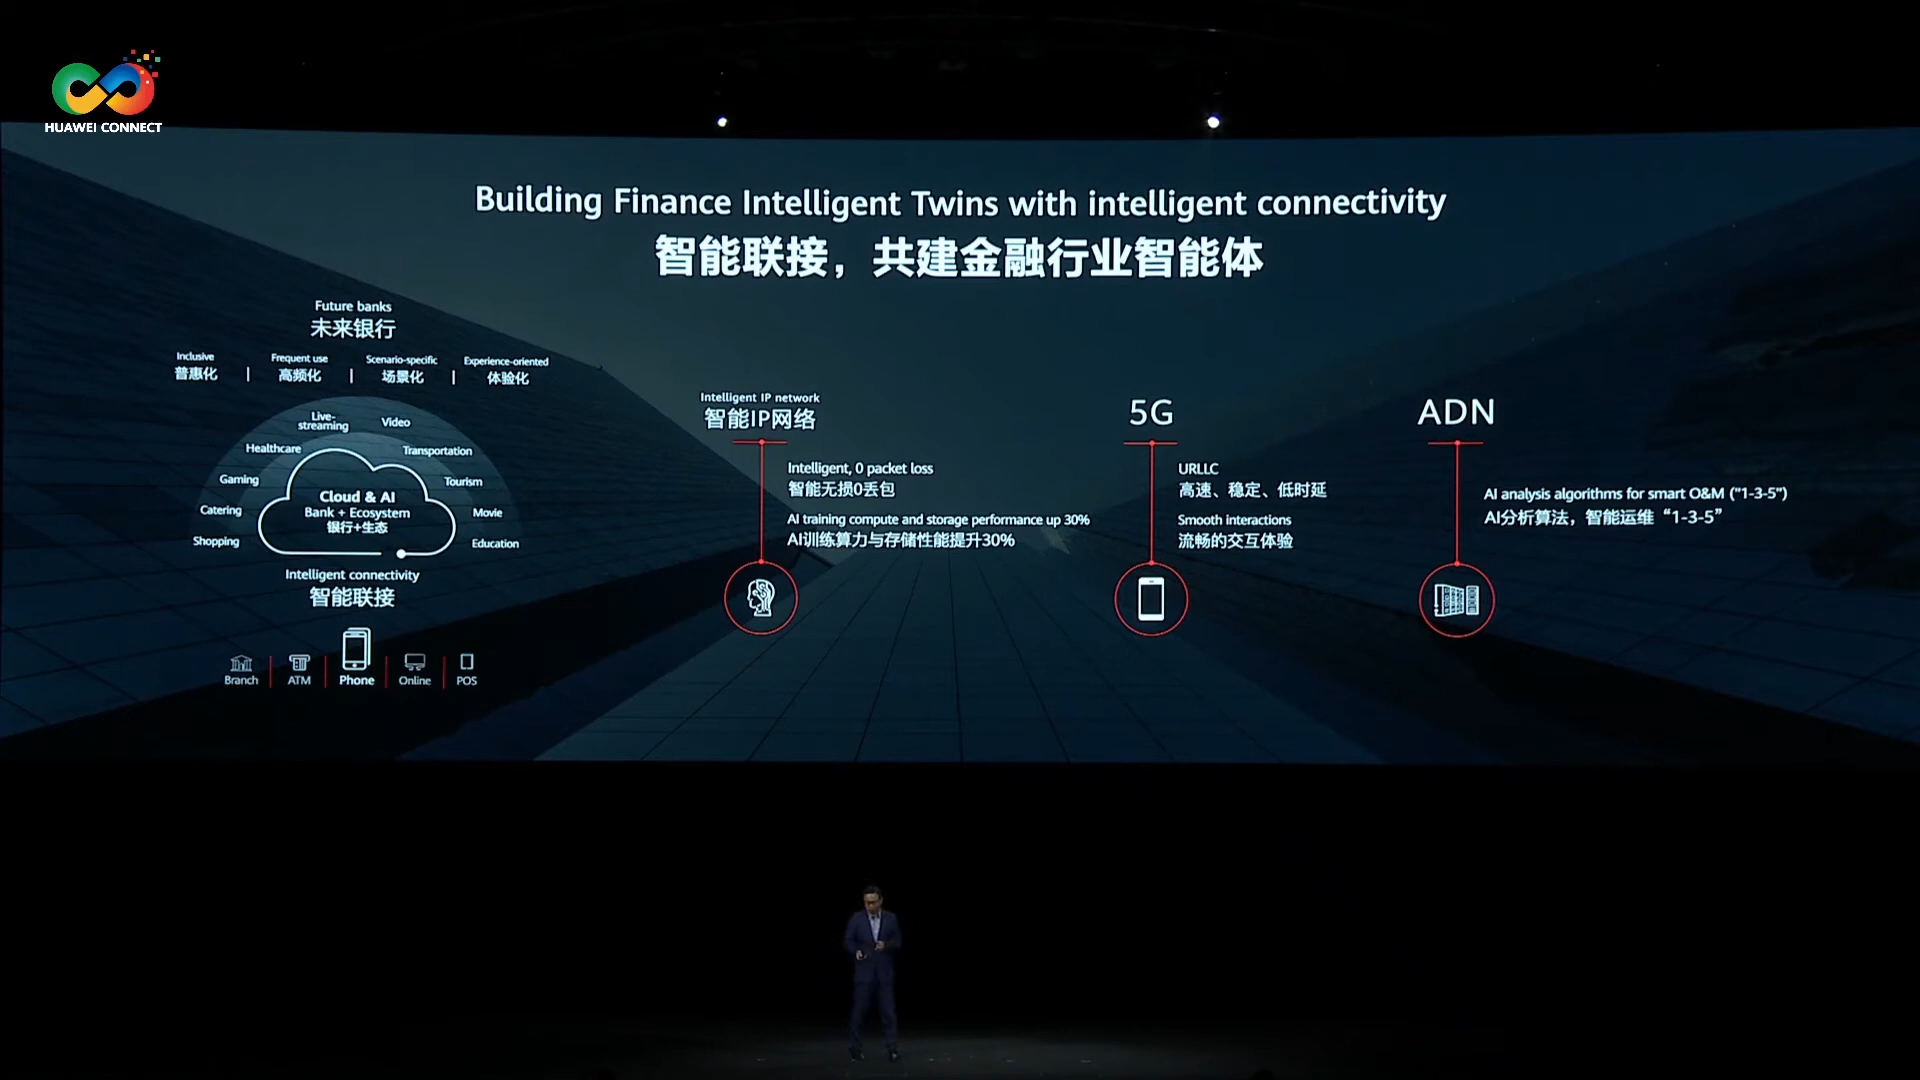 HUAWEI CONNECT
Building Finance Intelligent Twins with intelligent connectivity
智能联接，共建金融行业智能体
Future banks
未来银行
Inclusive
普惠化
Frequent use
高频化
Scenario-specific
场景化
Experience-oriented
体验化
Live-
streaming
Video
Healthcare
Transportation
Gaming
Tourism
Catering
Movie
Shopping
Education
Cloud & AI
Bank + Ecosystem
银行+生态
Intelligent connectivity
智能联接
Branch
ATM
Phone
Online
POS
Intelligent IP network
智能IP网络
Intelligent, 0 packet loss
智能无损0丢包
AI training compute and storage performance up 30%
AI训练算力与存储性能提升30%
5G
URLLC
高速、稳定、低时延
Smooth interactions
流畅的交互体验
ADN
AI analysis algorithms for smart O&M ("1-3-5")
AI分析算法，智能运维“1-3-5”